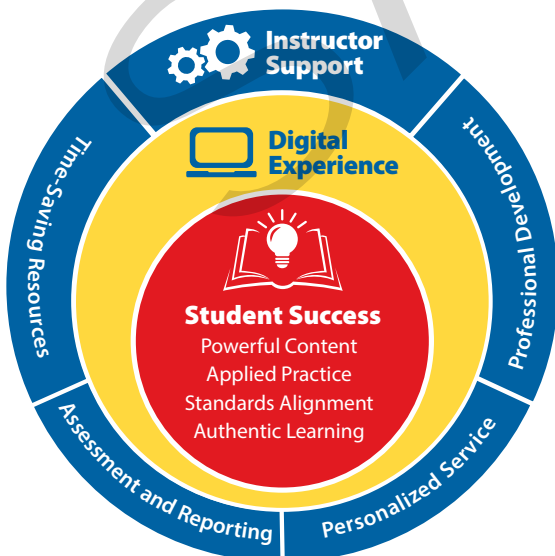 Instructor
Support
Digital
Experience
Student Success
Powerful Content
Applied Practice
Standards Alignment
Authentic Learning
Time-Saving Resources
Professional Development
Assessment and Reporting
Personalized Service